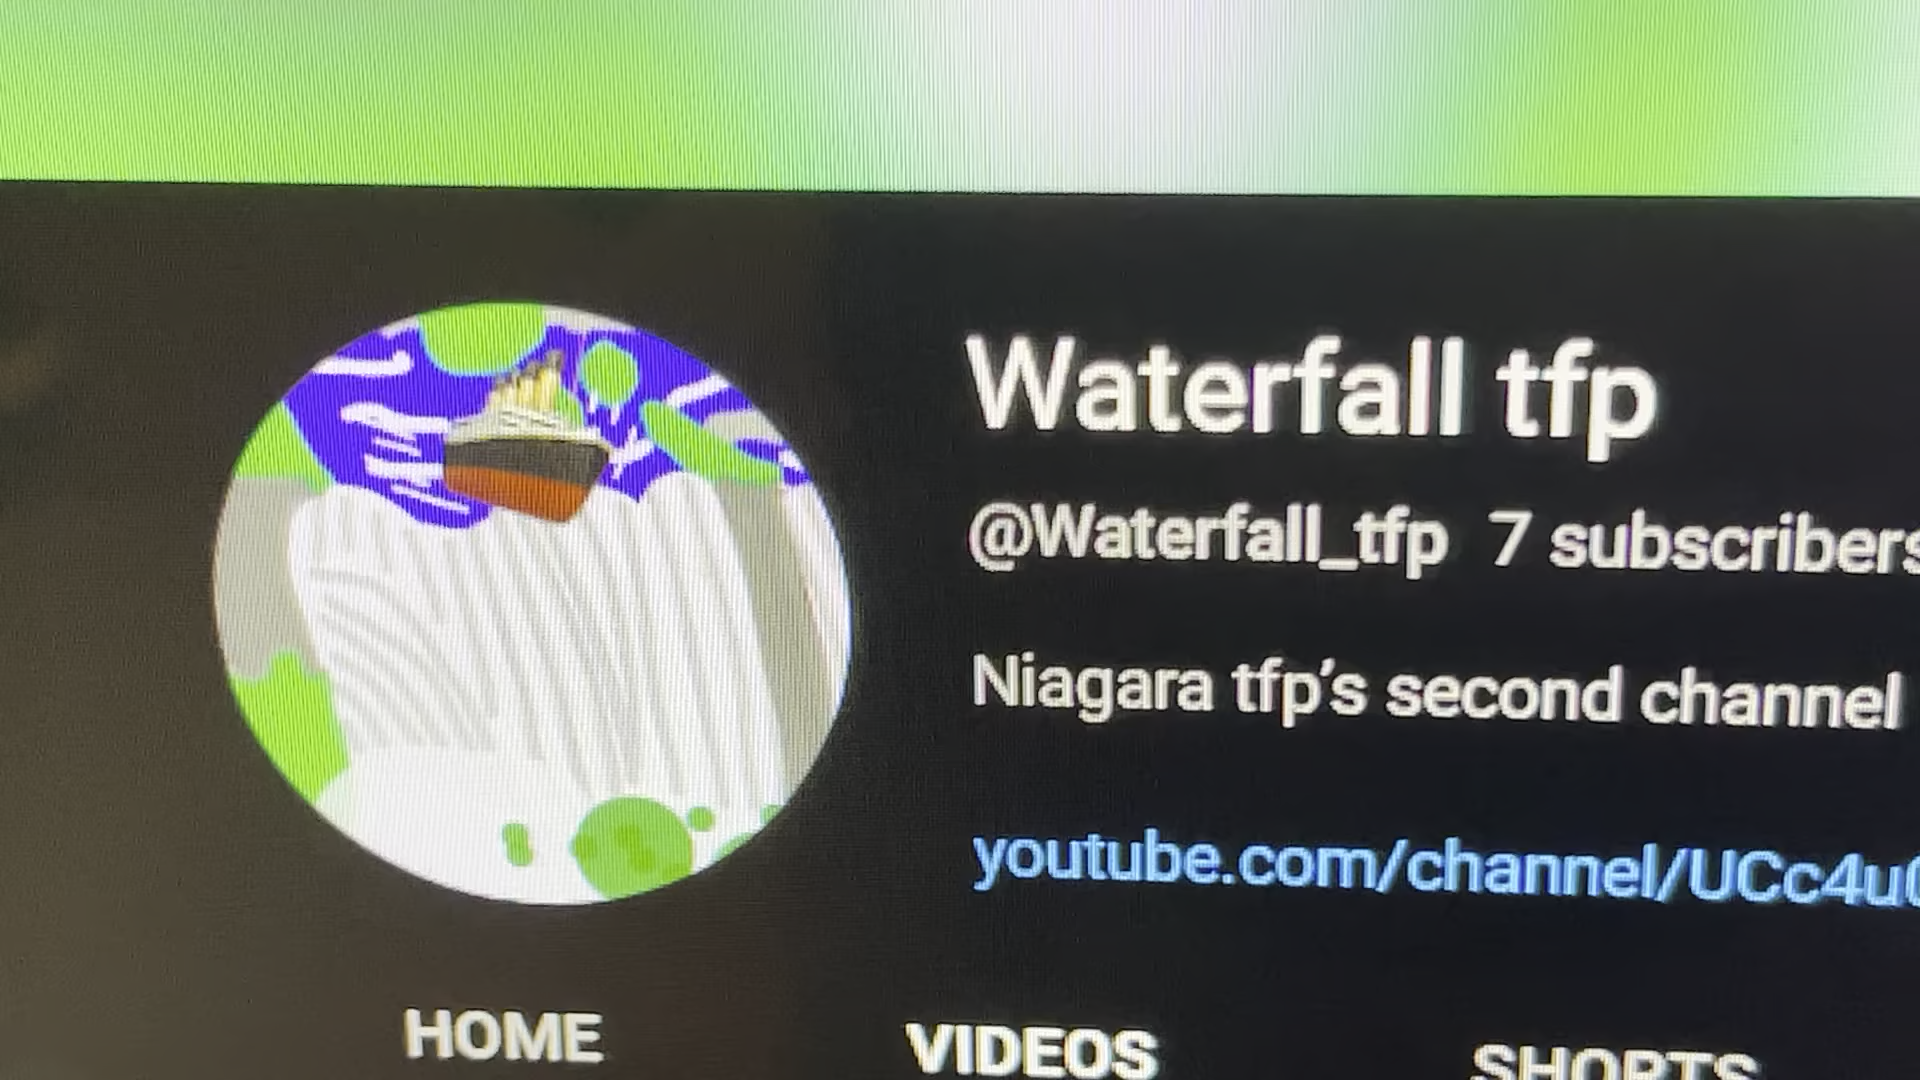 Waterfall tfp
@Waterfall_tfp 7 subscribers
Niagara tfp's second channel
youtube.com/channel/UCc4u
HOME VIDEOS SHORTS